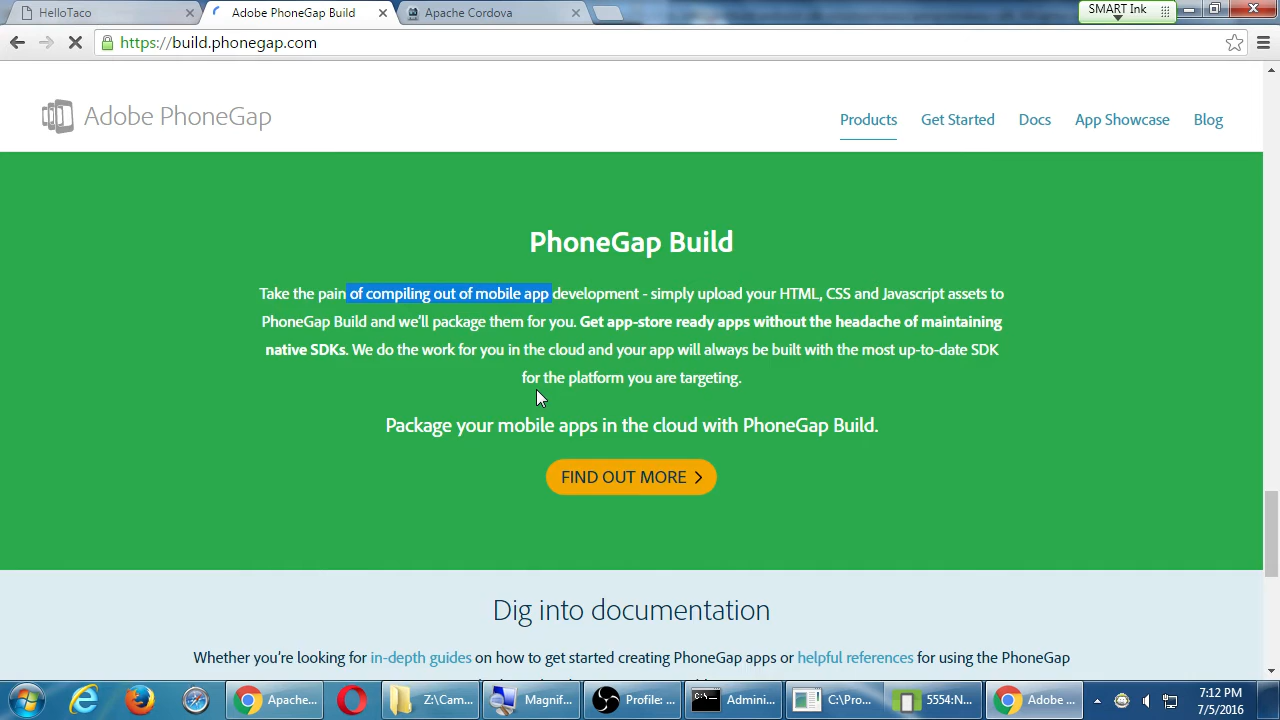 HelloTaco
Adobe PhoneGap Build
Apache Cordova
SMART Ink
https://build.phonegap.com
Adobe PhoneGap
Products
Get Started
Docs
App Showcase
Blog
PhoneGap Build
Take the pain of compiling out of mobile app development - simply upload your HTML, CSS and Javascript assets to
PhoneGap Build and we'll package them for you. Get app-store ready apps without the headache of maintaining
native SDKs. We do the work for you in the cloud and your app will always be built with the most up-to-date SDK
for the platform you are targeting.
Package your mobile apps in the cloud with PhoneGap Build.
FIND OUT MORE
Dig into documentation
Whether you're looking for in-depth guides on how to get started creating PhoneGap apps or helpful references for using the PhoneGap
Apache...
Z:\Cam...
Magnif...
Profile: ...
Admini...
C:\Pro...
5554:N...
Adobe ...
7:12 PM
7/5/2016